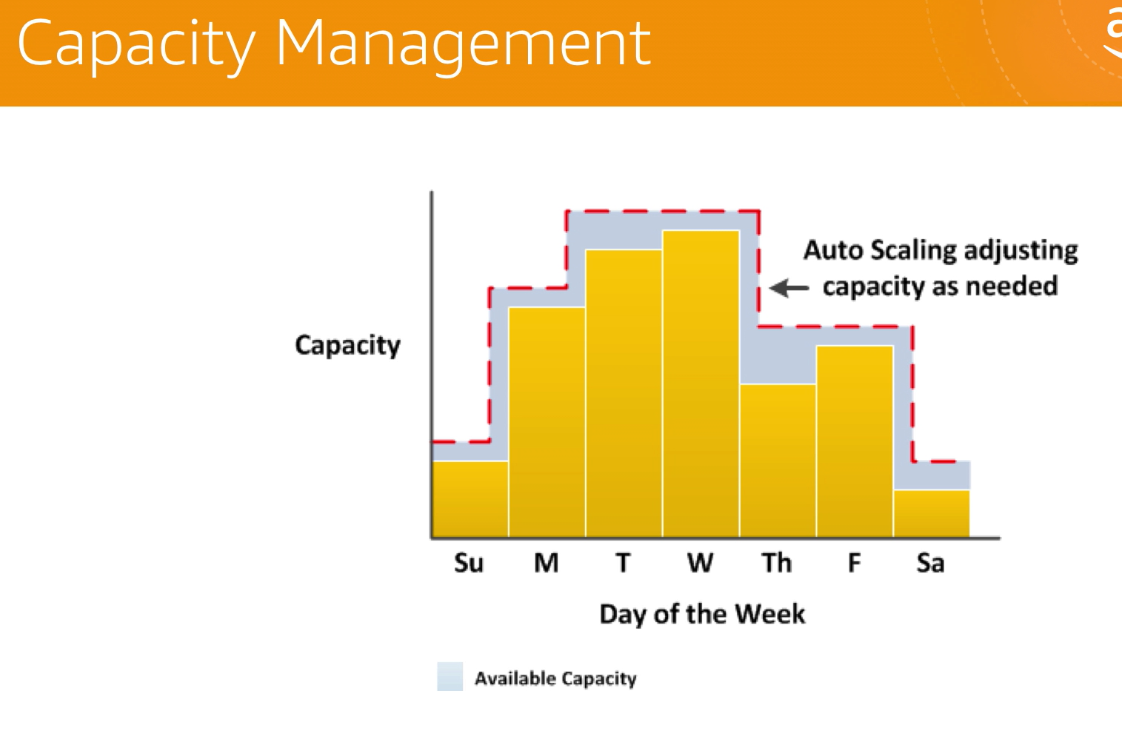 Capacity Management
Auto Scaling adjusting
capacity as needed
Capacity
Su M T W Th F Sa
Day of the Week
Available Capacity